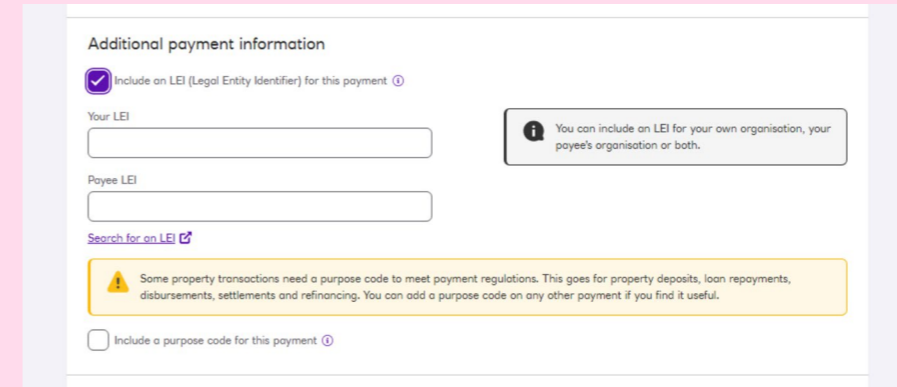 Additional payment information
Include an LEI (Legal Entity Identifier) for this payment
Your LEI
You can include an LEI for your own organisation, your
payee's organisation or both.
Payee LEI
Search for an LEI
Some property transactions need a purpose code to meet payment regulations. This goes for property deposits, loan repayments,
disbursements, settlements and refinancing. You can add a purpose code on any other payment if you find it useful.
Include a purpose code for this payment